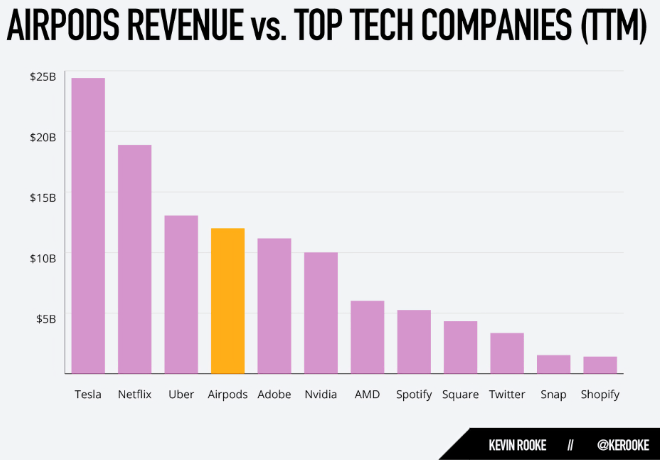 AIRPODS REVENUE vs. TOP TECH COMPANIES (TTM)
$25B
$20B
$15B
$10B
$5B
Tesla Netflix Uber Airpods Adobe Nvidia AMD Spotify Square Twitter Snap Shopify
KEVIN ROOKE // @KEROOKE